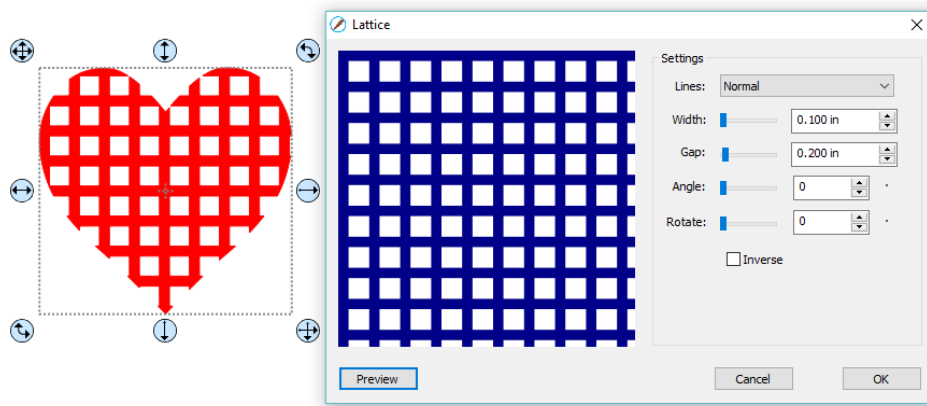 Lattice
Settings
Lines: Normal
Width: 0.100 in
Gap: 0.200 in
Angle: 0 °
Rotate: 0 °
Inverse
Preview Cancel OK